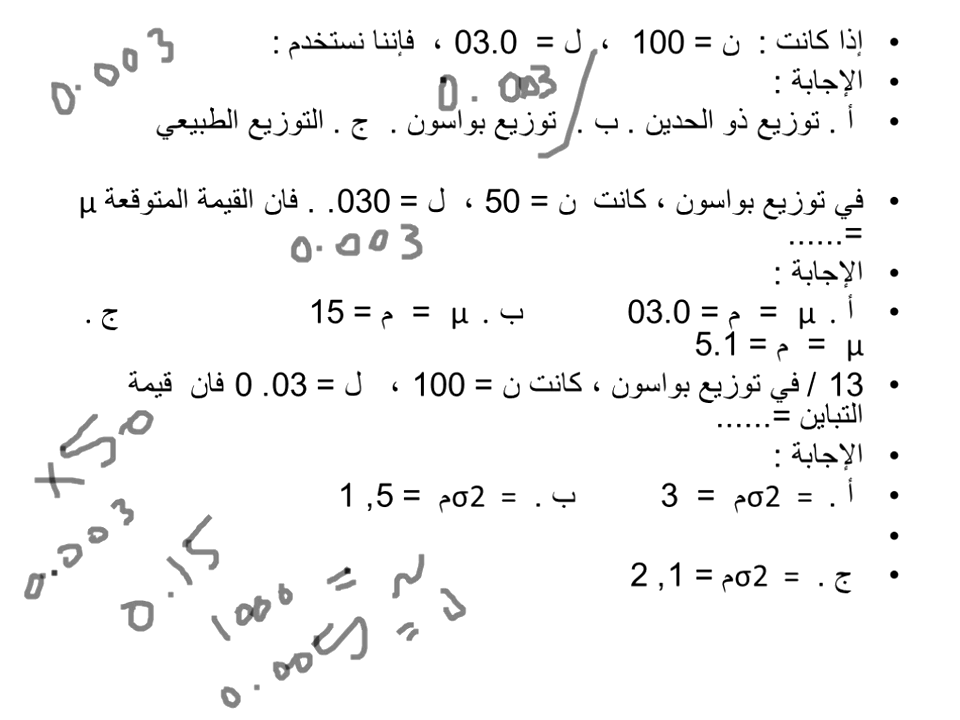 • إذا كانت : ن = 100 ، ل = 03.0 ، فإننا نستخدم :
0.003
• الإجابة :
0.003
• أ . توزيع ذو الحدين . ب . توزيع بواسون . ج . التوزيع الطبيعي
• في توزيع بواسون ، كانت ن = 50 ، ل = 030. . فان القيمة المتوقعة µ
=......
0.003
• الإجابة :
• أ . µ = م = 03.0 ب . µ = م = 15 ج .
µ = م = 5.1
• 13 / في توزيع بواسون ، كانت ن = 100 ، ل = 03. 0 فان قيمة
التباين =......
• الإجابة :
• أ . = σ2م = 3 ب . = σ2م = 5, 1
•
• ج . = σ2م = 1, 2
×50
0.003
0.15
ن = 1000
ل = 0.005